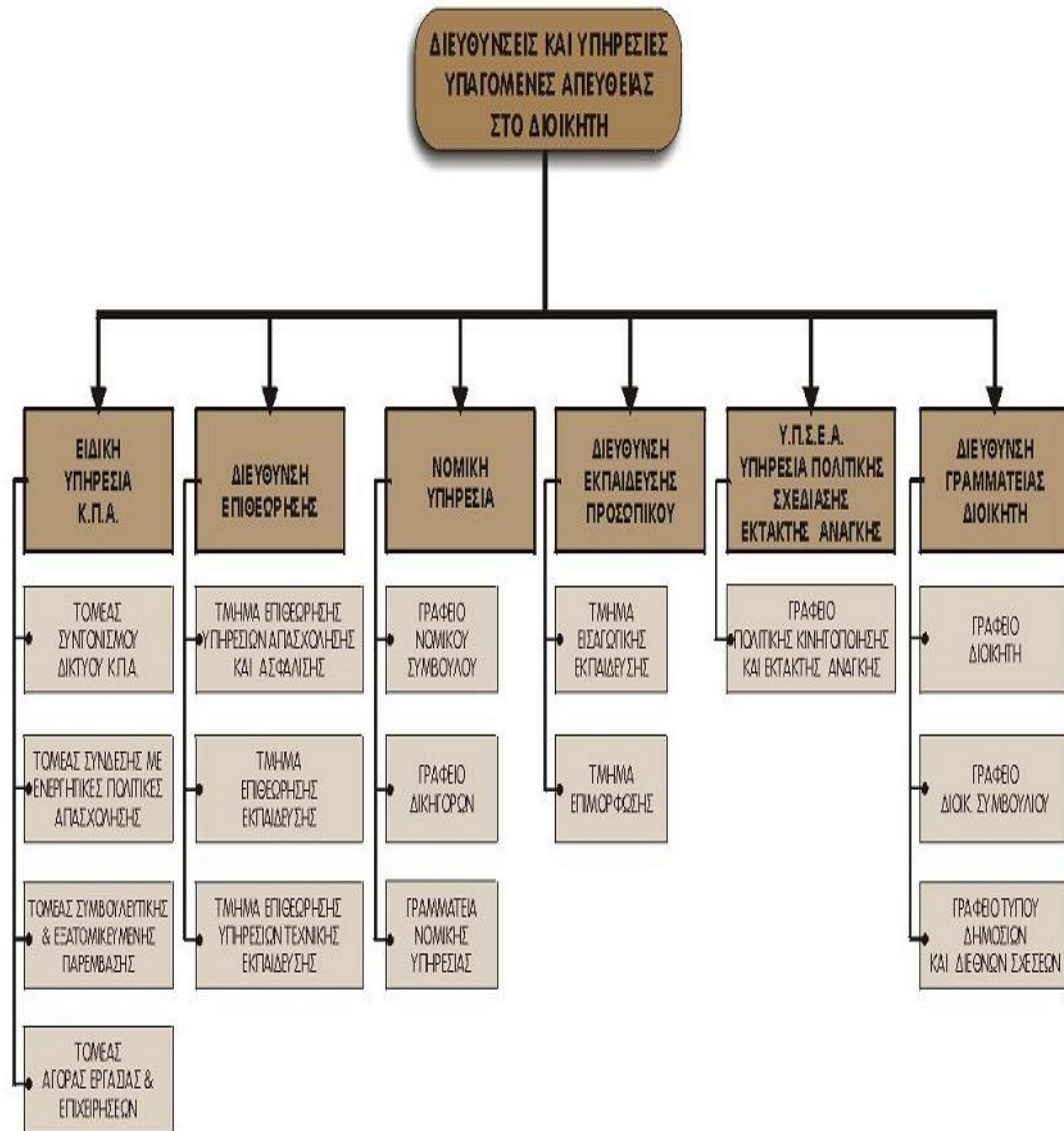 ΔΙΕΥΘΥΝΣΕΙΣ ΚΑΙ ΥΠΗΡΕΣΙΕΣ
ΥΠΑΓΟΜΕΝΕΣ ΑΠΕΥΘΕΙΑΣ
ΣΤΟ ΔΙΟΙΚΗΤΗ
ΕΙΔΙΚΗ
ΥΠΗΡΕΣΙΑ
Κ.Π.Α.
ΤΟΜΕΑΣ
ΣΥΝΤΟΝΙΣΜΟΥ
ΔΙΚΤΥΟΥ Κ.Π.Α.
ΤΟΜΕΑΣ ΣΥΝΔΕΣΗΣ ΜΕ
ΕΝΕΡΓΗΤΙΚΕΣ ΠΟΛΙΤΙΚΕΣ
ΑΠΑΣΧΟΛΗΣΗΣ
ΤΟΜΕΑΣ ΣΥΜΒΟΥΛΕΥΤΙΚΗΣ
& ΕΞΑΤΟΜΙΚΕΥΜΕΝΗΣ
ΠΑΡΕΜΒΑΣΗΣ
ΤΟΜΕΑΣ
ΑΓΟΡΑΣ ΕΡΓΑΣΙΑΣ &
ΕΠΙΧΕΙΡΗΣΕΩΝ
ΔΙΕΥΘΥΝΣΗ
ΕΠΙΘΕΩΡΗΣΗΣ
ΤΜΗΜΑ ΕΠΙΘΕΩΡΗΣΗΣ
ΥΠΗΡΕΣΙΩΝ ΑΠΑΣΧΟΛΗΣΗΣ
ΚΑΙ ΑΣΦΑΛΙΣΗΣ
ΤΜΗΜΑ
ΕΠΙΘΕΩΡΗΣΗΣ
ΕΚΠΑΙΔΕΥΣΗΣ
ΤΜΗΜΑ ΕΠΙΘΕΩΡΗΣΗΣ
ΥΠΗΡΕΣΙΩΝ ΤΕΧΝΙΚΗΣ
ΕΚΠΑΙΔΕΥΣΗΣ
ΝΟΜΙΚΗ
ΥΠΗΡΕΣΙΑ
ΓΡΑΦΕΙΟ
ΝΟΜΙΚΟΥ
ΣΥΜΒΟΥΛΟΥ
ΓΡΑΦΕΙΟ
ΔΙΚΗΓΟΡΩΝ
ΓΡΑΜΜΑΤΕΙΑ
ΝΟΜΙΚΗΣ
ΥΠΗΡΕΣΙΑΣ
ΔΙΕΥΘΥΝΣΗ
ΕΚΠΑΙΔΕΥΣΗΣ
ΠΡΟΣΩΠΙΚΟΥ
ΤΜΗΜΑ
ΕΙΣΑΓΩΓΙΚΗΣ
ΕΚΠΑΙΔΕΥΣΗΣ
ΤΜΗΜΑ
ΕΠΙΜΟΡΦΩΣΗΣ
Υ.Π.Σ.Ε.Α.
ΥΠΗΡΕΣΙΑ ΠΟΛΙΤΙΚΗΣ
ΣΧΕΔΙΑΣΗΣ
ΕΚΤΑΚΤΗΣ ΑΝΑΓΚΗΣ
ΓΡΑΦΕΙΟ
ΠΟΛΙΤΙΚΗΣ ΚΙΝΗΤΟΠΟΙΗΣΗΣ
ΚΑΙ ΕΚΤΑΚΤΗΣ ΑΝΑΓΚΗΣ
ΔΙΕΥΘΥΝΣΗ
ΓΡΑΜΜΑΤΕΙΑΣ
ΔΙΟΙΚΗΤΗ
ΓΡΑΦΕΙΟ
ΔΙΟΙΚΗΤΗ
ΓΡΑΦΕΙΟ
ΔΙΟΙΚ. ΣΥΜΒΟΥΛΙΟΥ
ΓΡΑΦΕΙΟ ΤΥΠΟΥ
ΔΗΜΟΣΙΩΝ
ΚΑΙ ΔΙΕΘΝΩΝ ΣΧΕΣΕΩΝ